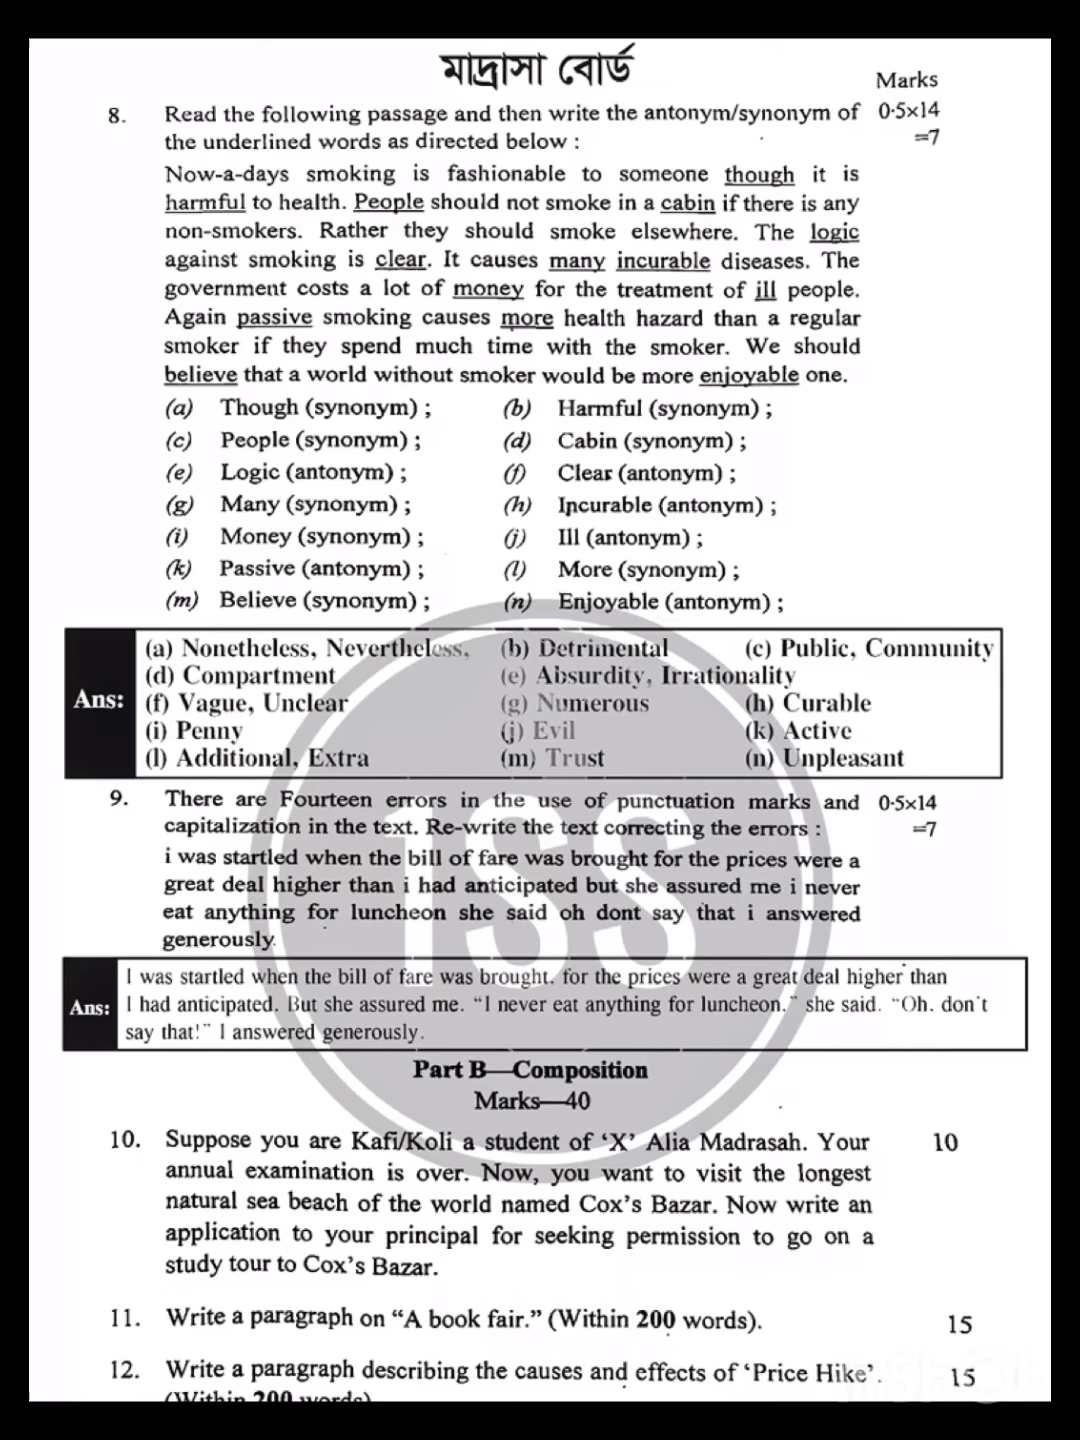 মাদ্রাসা বোর্ড
Marks
8. Read the following passage and then write the antonym/synonym of 0·5×14
the underlined words as directed below : =7
Now-a-days smoking is fashionable to someone though it is
harmful to health. People should not smoke in a cabin if there is any
non-smokers. Rather they should smoke elsewhere. The logic
against smoking is clear. It causes many incurable diseases. The
government costs a lot of money for the treatment of ill people.
Again passive smoking causes more health hazard than a regular
smoker if they spend much time with the smoker. We should
believe that a world without smoker would be more enjoyable one.
(a) Though (synonym) ; (b) Harmful (synonym) ;
(c) People (synonym) ; (d) Cabin (synonym) ;
(e) Logic (antonym) ; (f) Clear (antonym) ;
(g) Many (synonym) ; (h) Incurable (antonym) ;
(i) Money (synonym) ; (j) Ill (antonym) ;
(k) Passive (antonym) ; (l) More (synonym) ;
(m) Believe (synonym) ; (n) Enjoyable (antonym) ;
(a) Nonetheless, Nevertheless, (b) Detrimental (c) Public, Community
(d) Compartment (e) Absurdity, Irrationality
Ans: (f) Vague, Unclear (g) Numerous (h) Curable
(i) Penny (j) Evil (k) Active
(l) Additional, Extra (m) Trust (n) Unpleasant
9. There are Fourteen errors in the use of punctuation marks and 0·5×14
capitalization in the text. Re-write the text correcting the errors : =7
i was startled when the bill of fare was brought for the prices were a
great deal higher than i had anticipated but she assured me i never
eat anything for luncheon she said oh dont say that i answered
generously.
I was startled when the bill of fare was brought. for the prices were a great deal higher than
Ans: I had anticipated. But she assured me. “I never eat anything for luncheon.” she said. “Oh. don't
say that!” I answered generously.
1SS
Part B—Composition
Marks—40
10. Suppose you are Kafi/Koli a student of ‘X’ Alia Madrasah. Your 10
annual examination is over. Now, you want to visit the longest
natural sea beach of the world named Cox’s Bazar. Now write an
application to your principal for seeking permission to go on a
study tour to Cox’s Bazar.
11. Write a paragraph on “A book fair.” (Within 200 words). 15
12. Write a paragraph describing the causes and effects of ‘Price Hike’. 15
(Within 200 words)